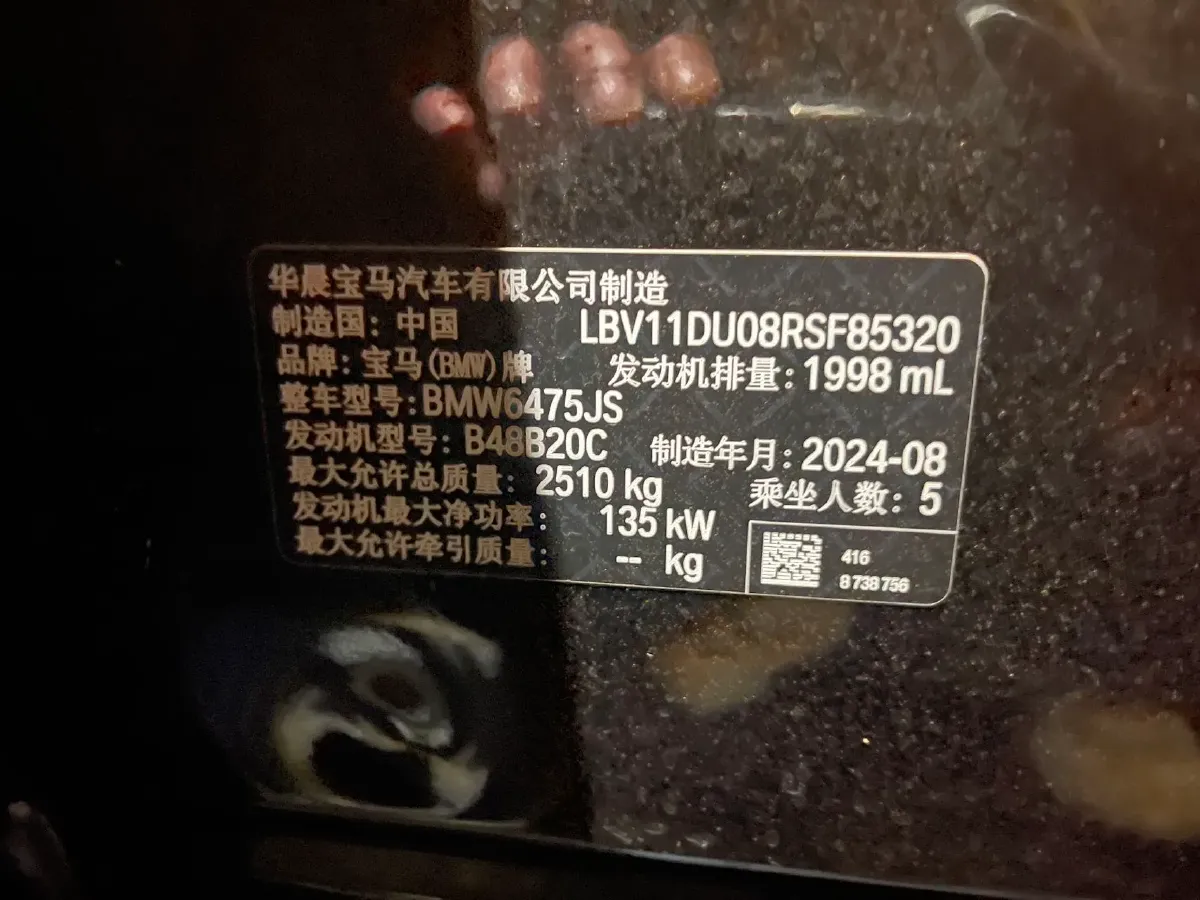 华晨宝马汽车有限公司制造
制造国：中国 LBV11DU08RSF85320
品牌：宝马(BMW)牌 发动机排量：1998 mL
整车型号：BMW6475JS
发动机型号：B48B20C 制造年月：2024-08
最大允许总质量：2510 kg 乘坐人数：5
发动机最大净功率：135 kW
最大允许牵引质量：-- kg
416
8738756